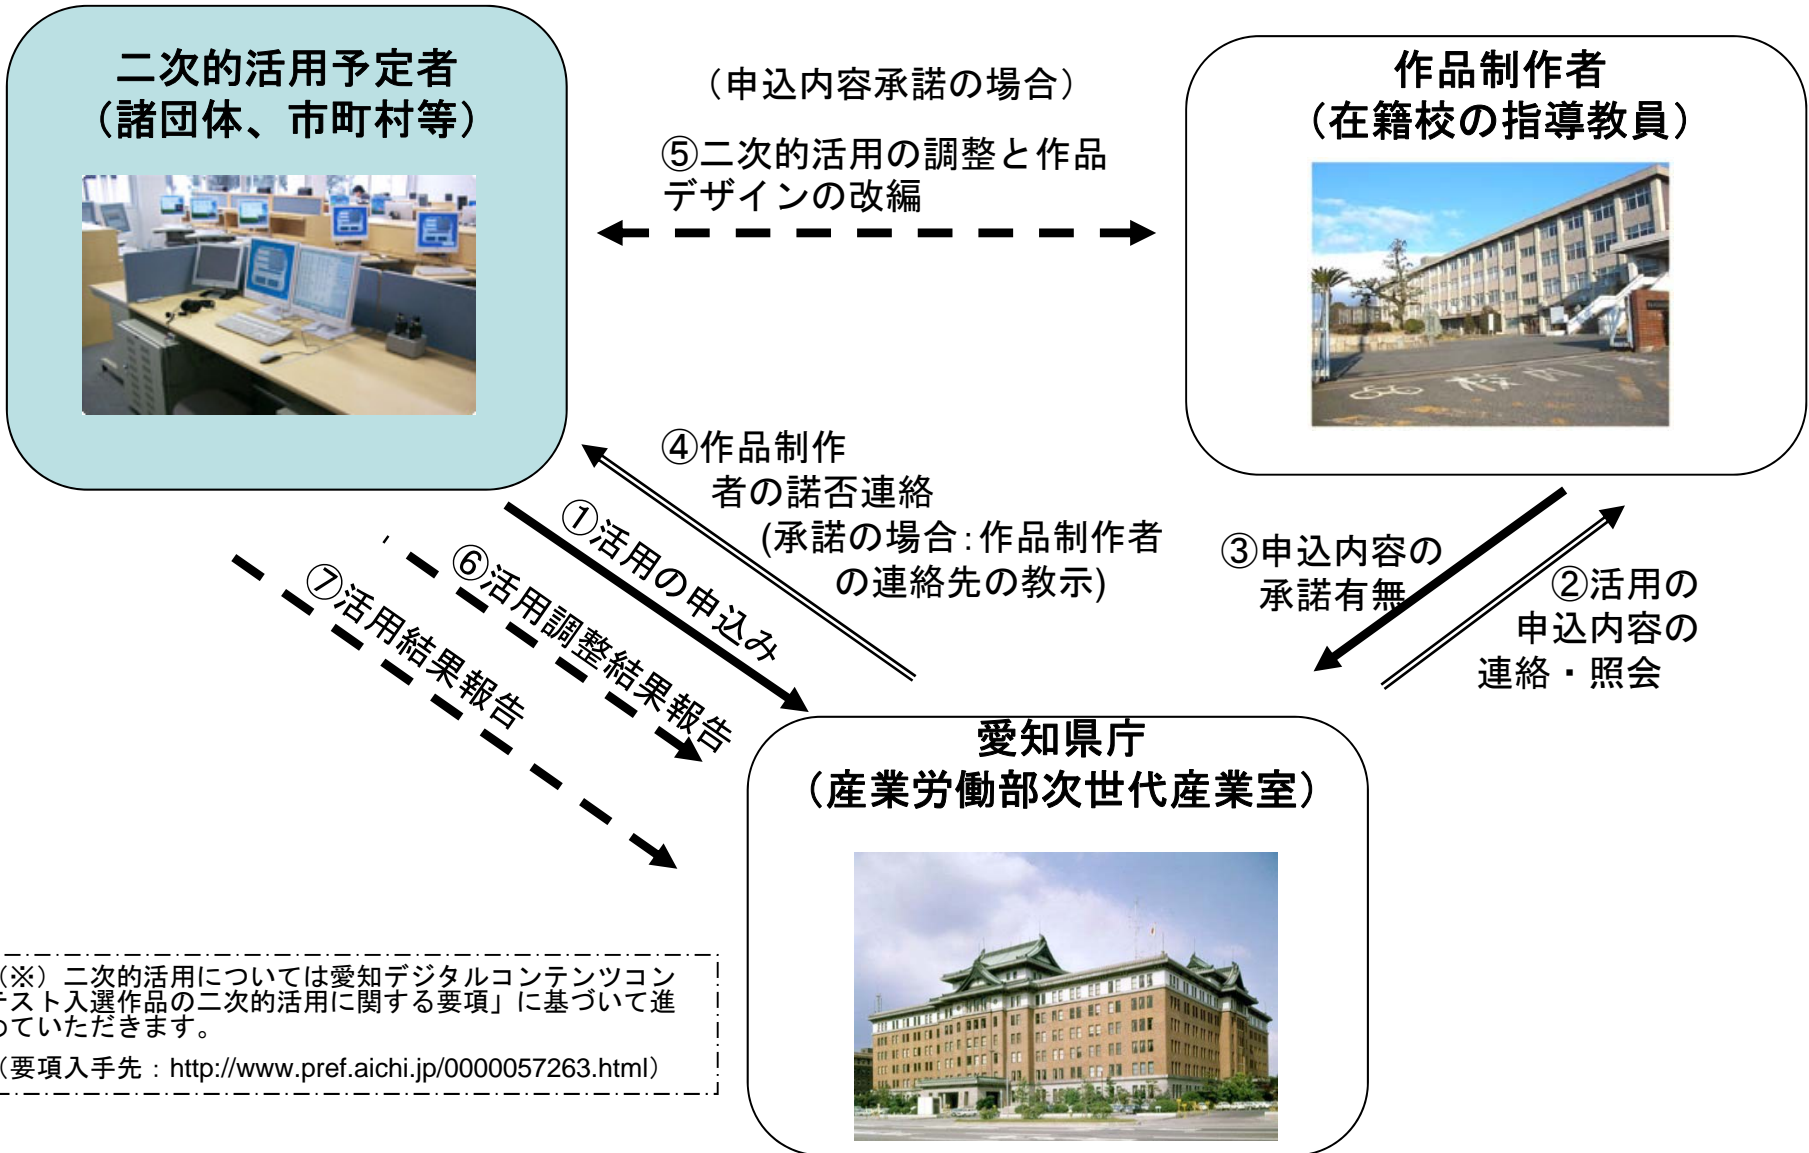 二次的活用予定者
（諸団体、市町村等）
（申込内容承諾の場合）
⑤二次的活用の調整と作品
デザインの改編
作品制作者
（在籍校の指導教員）
④作品制作
者の諾否連絡
(承諾の場合：作品制作者
の連絡先の教示)
①活用の申込み
⑥活用調整結果報告
⑦活用結果報告
③申込内容の
承諾有無
②活用の
申込内容の
連絡・照会
愛知県庁
（産業労働部次世代産業室）
（※）二次的活用については愛知デジタルコンテンツコン
テスト入選作品の二次的活用に関する要項」に基づいて進
めていただきます。
（要項入手先：http://www.pref.aichi.jp/0000057263.html）
校内